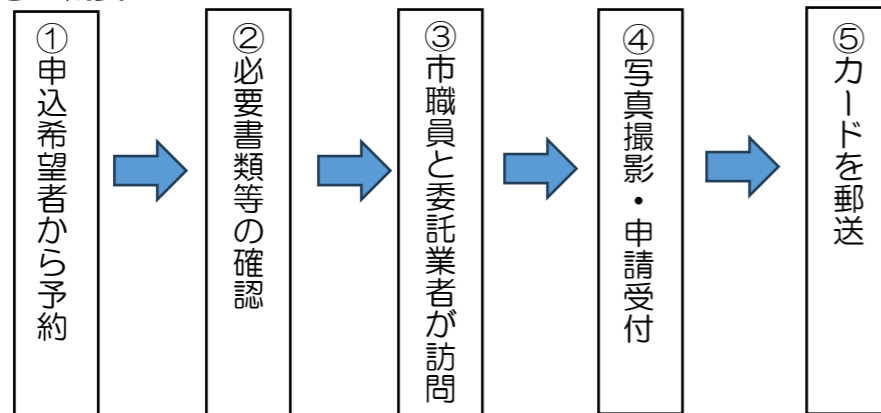 ①申込希望者から予約
②必要書類等の確認
③市職員と委託業者が訪問
④写真撮影・申請受付
⑤カードを郵送